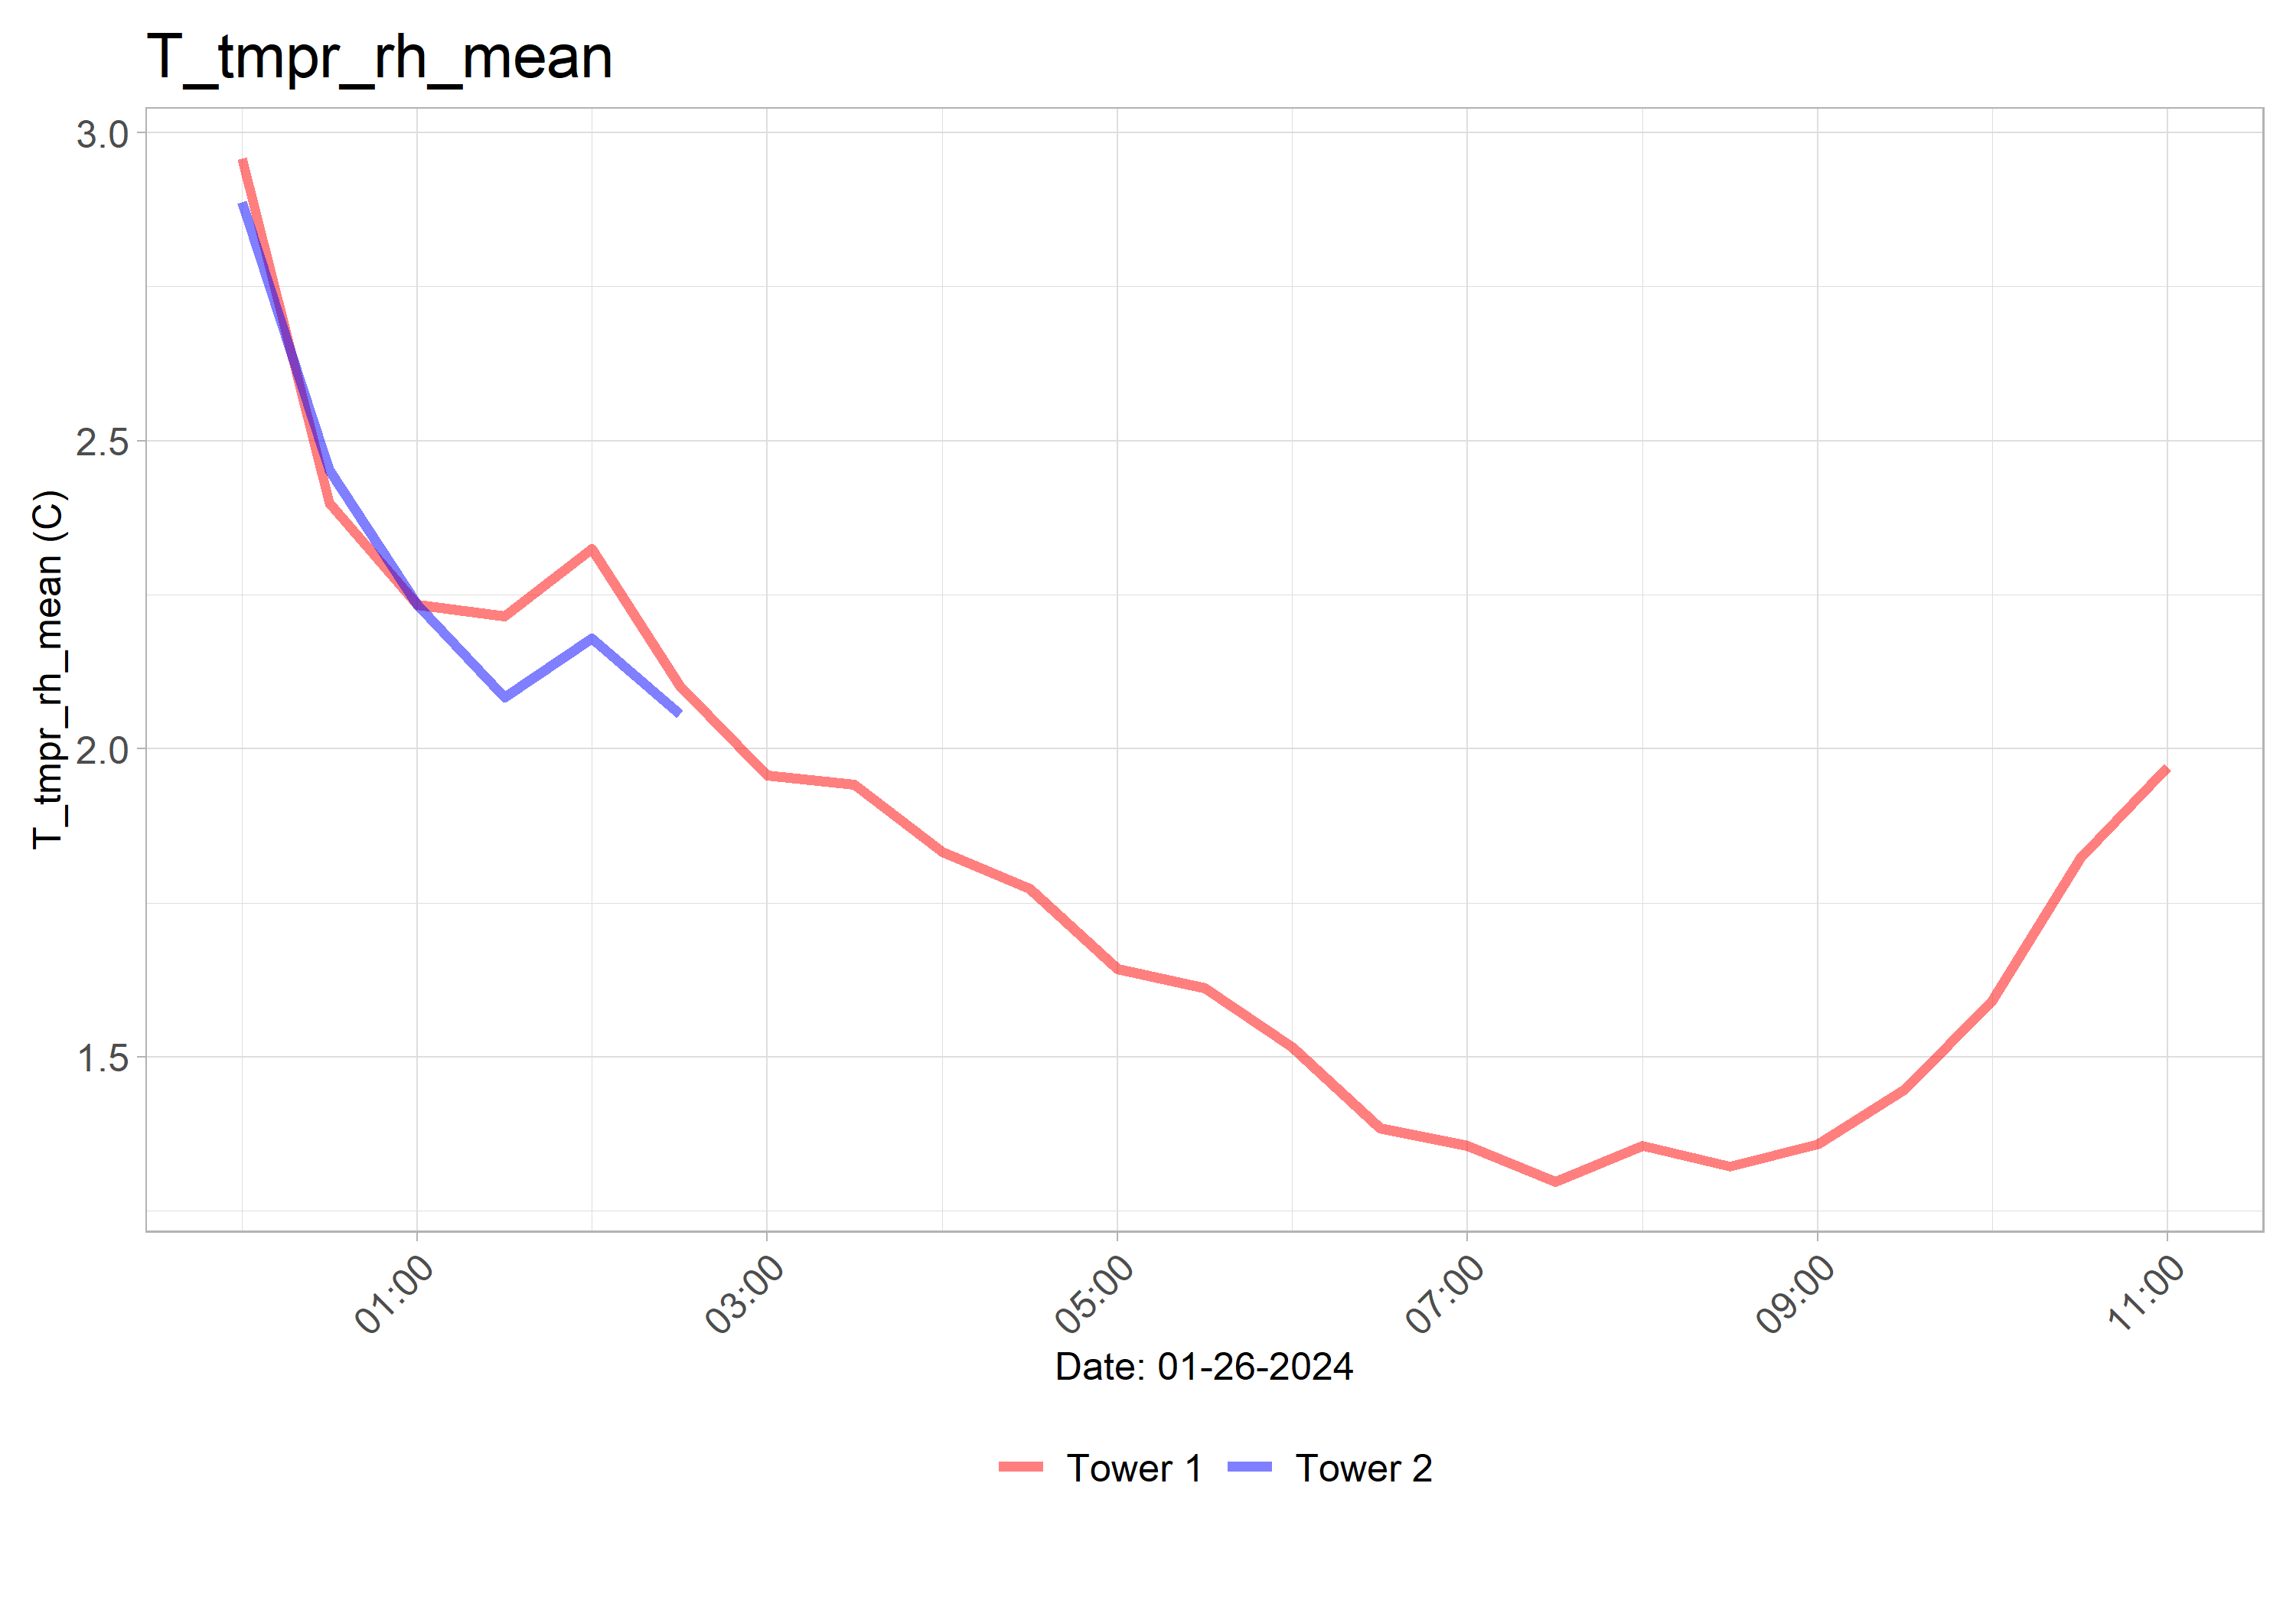 T_tmpr_rh_mean
T_tmpr_rh_mean (C)
3.0
2.5
2.0
1.5
01:00 03:00 05:00 07:00 09:00 11:00
Date: 01-26-2024
Tower 1 Tower 2